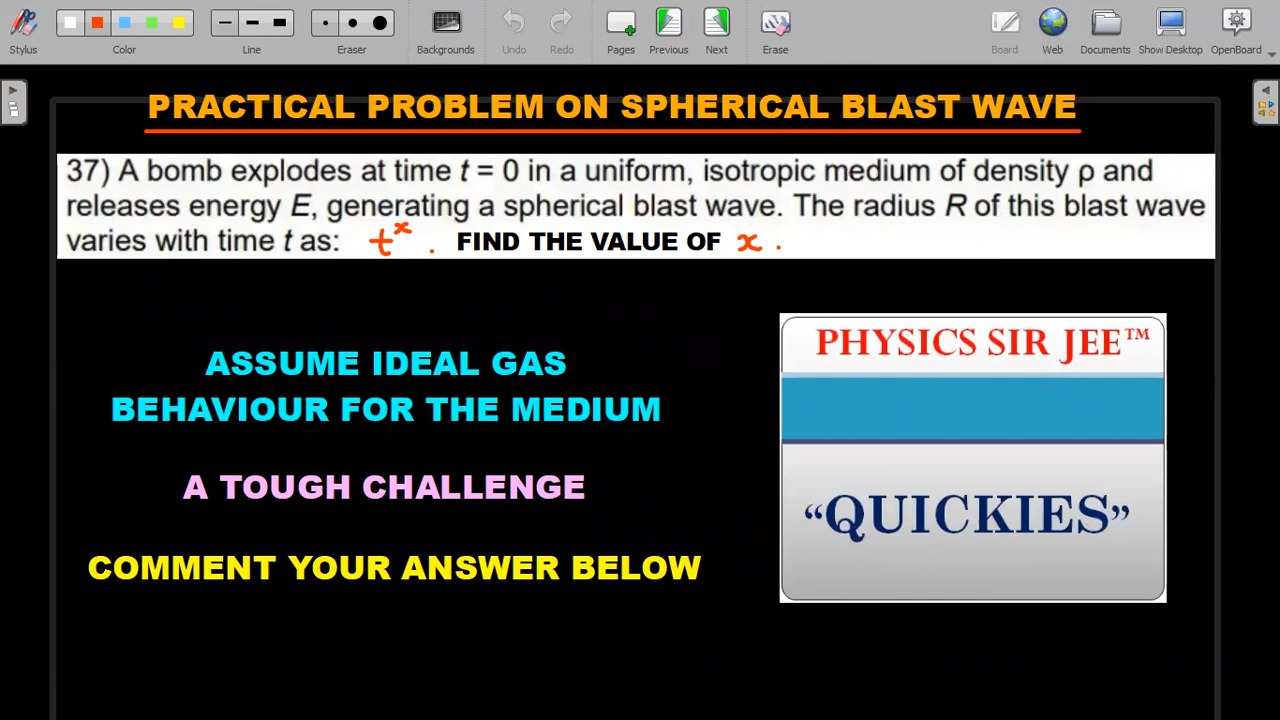 Stylus Color Line Eraser Backgrounds Undo Redo Pages Previous Next Erase Board Web Documents Show Desktop OpenBoard
PRACTICAL PROBLEM ON SPHERICAL BLAST WAVE
37) A bomb explodes at time t = 0 in a uniform, isotropic medium of density ρ and
releases energy E, generating a spherical blast wave. The radius R of this blast wave
varies with time t as: t^x . FIND THE VALUE OF x .
ASSUME IDEAL GAS
BEHAVIOUR FOR THE MEDIUM
A TOUGH CHALLENGE
COMMENT YOUR ANSWER BELOW
PHYSICS SIR JEE™
“QUICKIES”